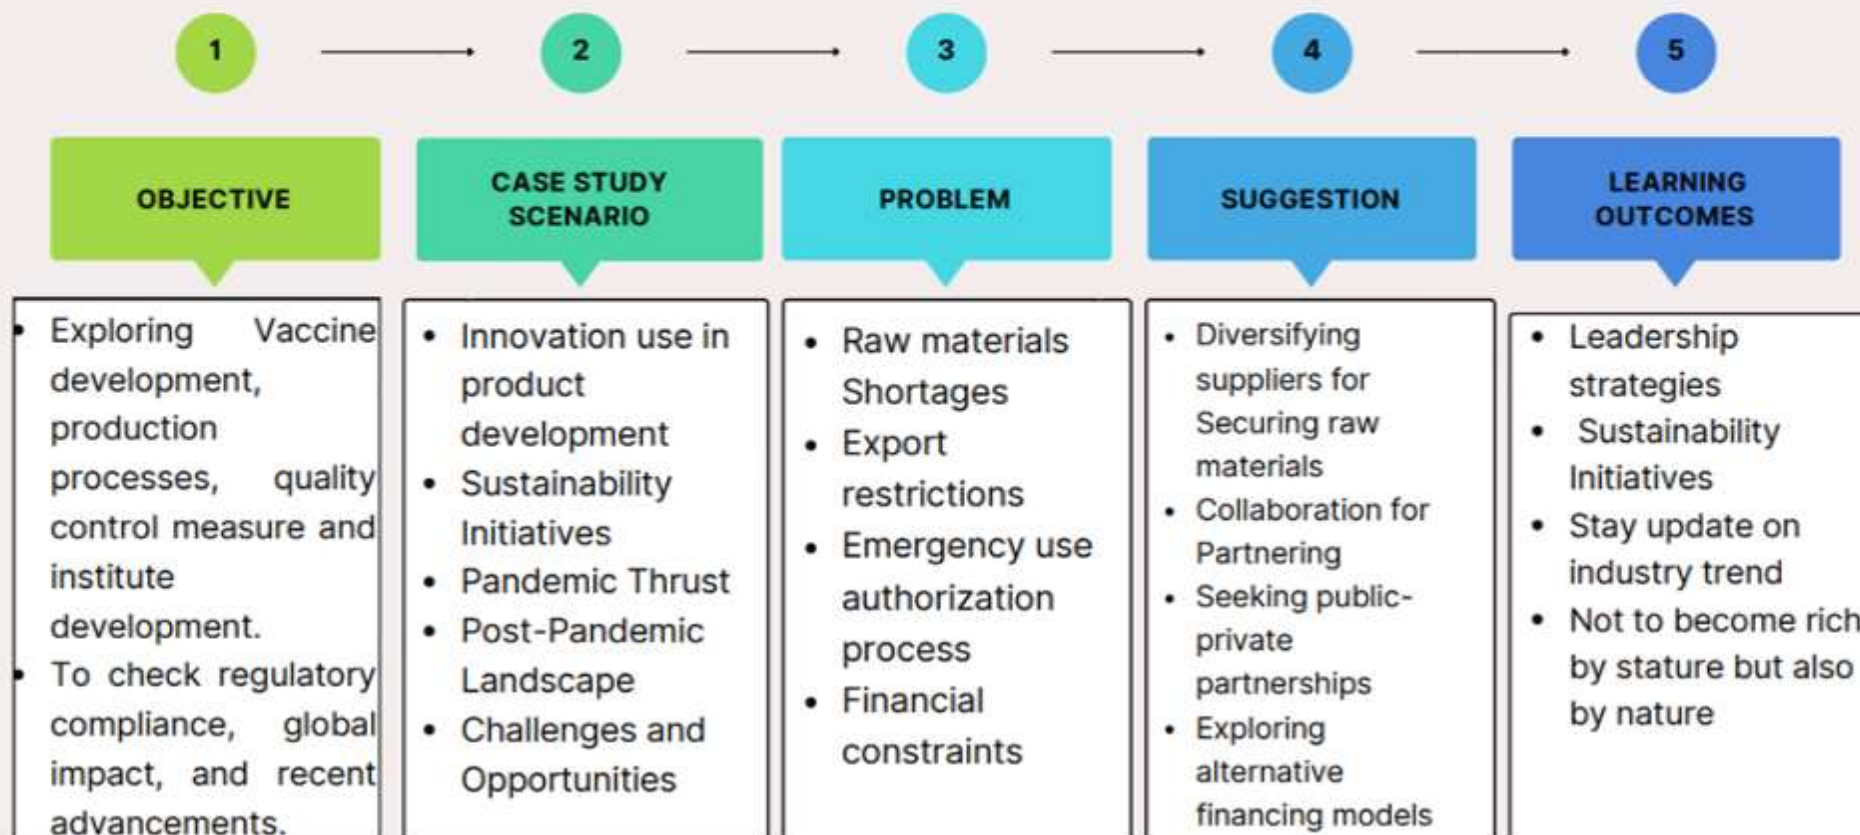 1
2
3
4
5
OBJECTIVE
CASE STUDY
SCENARIO
PROBLEM
SUGGESTION
LEARNING
OUTCOMES
• Exploring Vaccine
development,
production
processes, quality
control measure and
institute
development.
• To check regulatory
compliance, global
impact, and recent
advancements.
• Innovation use in
product
development
• Sustainability
Initiatives
• Pandemic Thrust
• Post-Pandemic
Landscape
• Challenges and
Opportunities
• Raw materials
Shortages
• Export
restrictions
• Emergency use
authorization
process
• Financial
constraints
• Diversifying
suppliers for
Securing raw
materials
• Collaboration for
Partnering
• Seeking public-
private
partnerships
• Exploring
alternative
financing models
• Leadership
strategies
• Sustainability
Initiatives
• Stay update on
industry trend
• Not to become rich
by stature but also
by nature